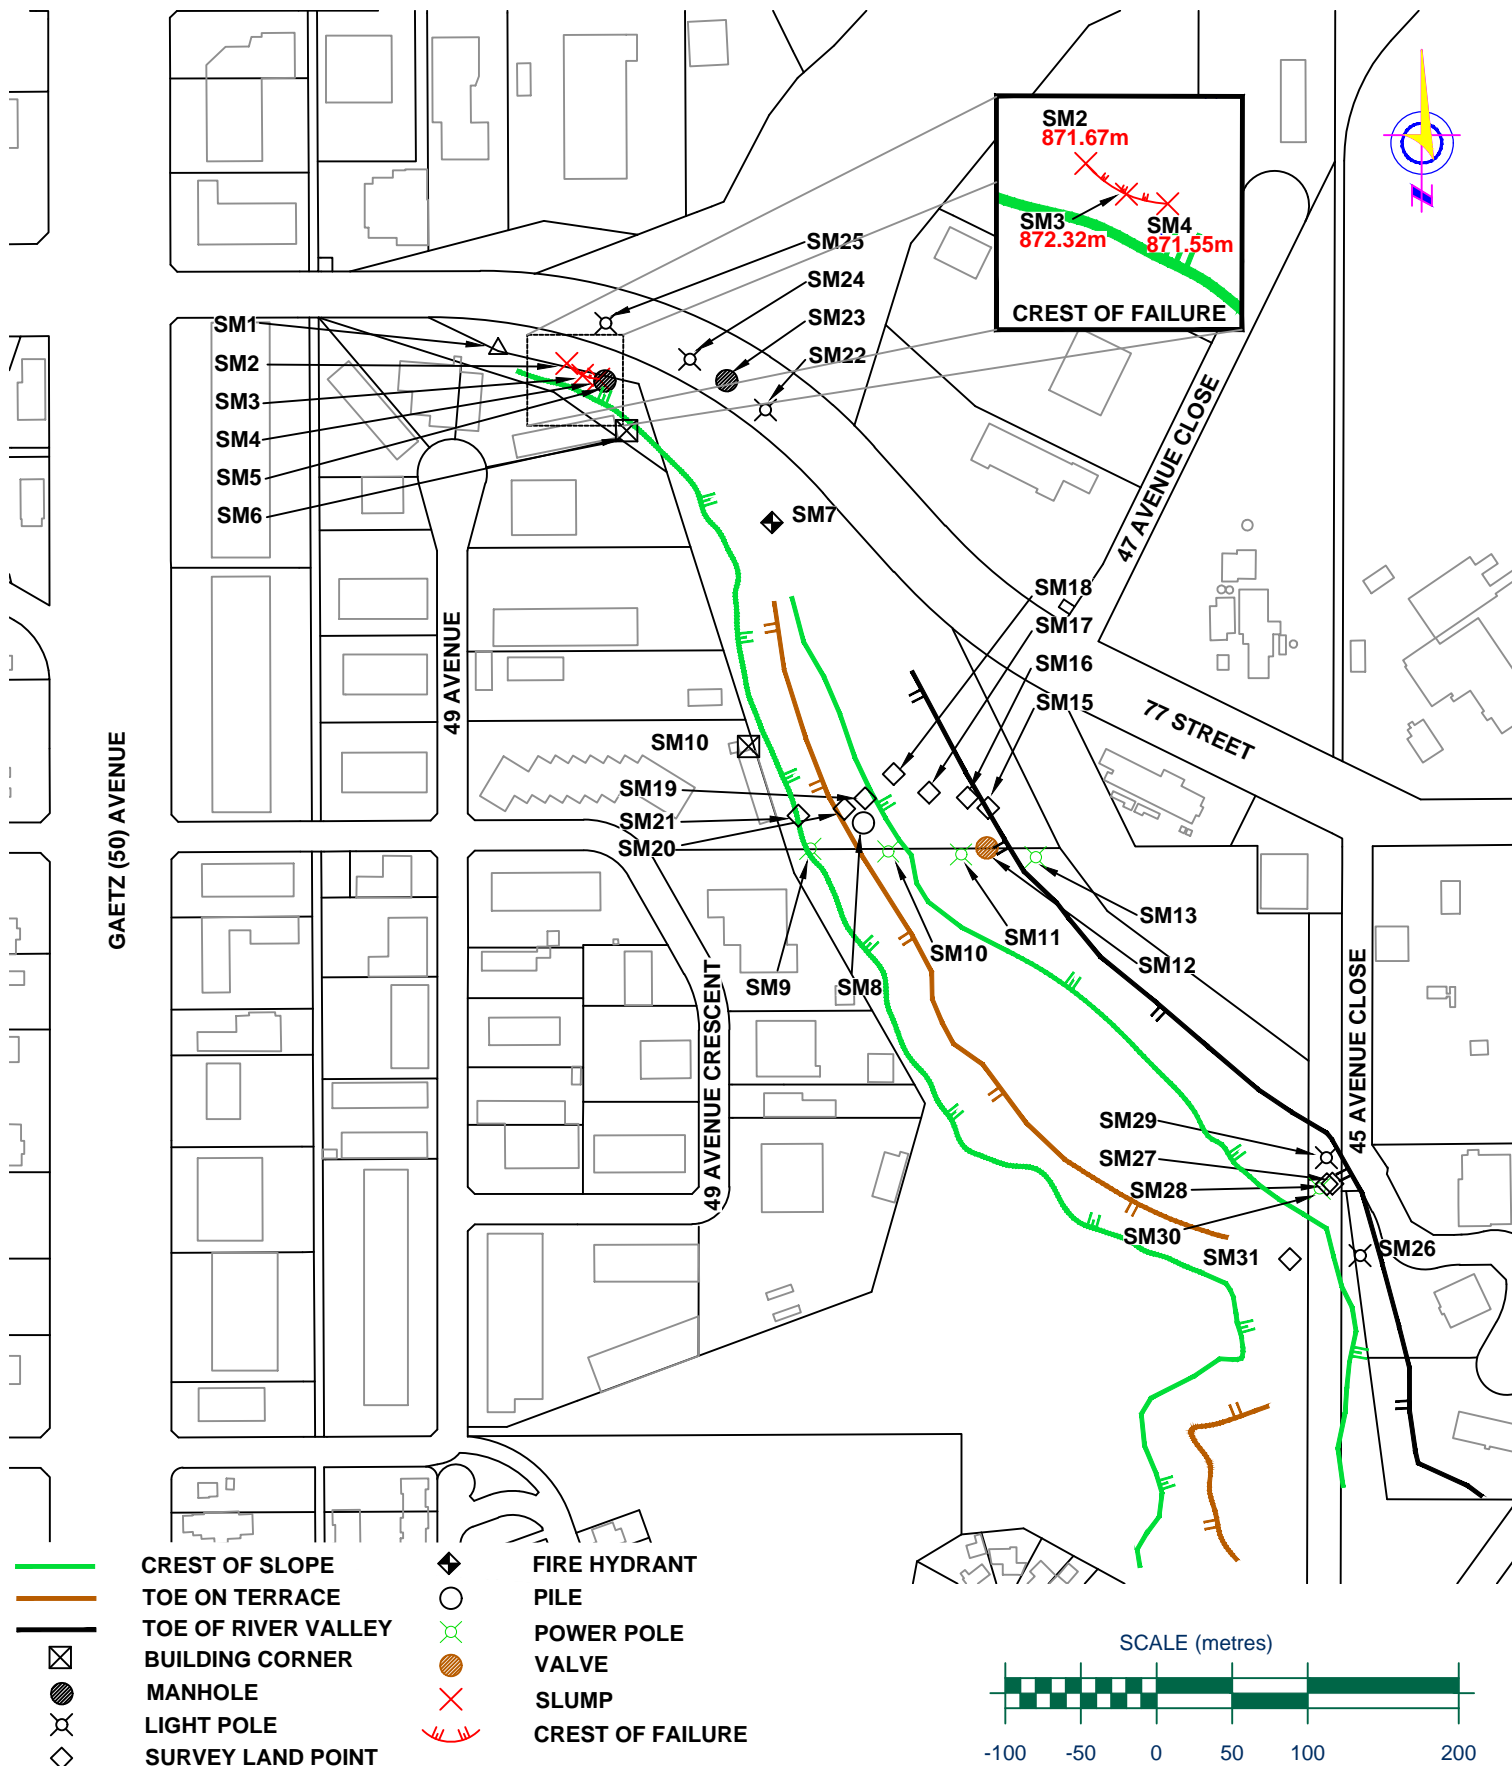 SM2
871.67m
SM3
872.32m
SM4
871.55m
CREST OF FAILURE
N
SM25
SM24
SM23
SM22
SM1
SM2
SM3
SM4
SM5
SM6
SM7
47 AVENUE CLOSE
SM18
SM17
SM16
SM15
77 STREET
49 AVENUE
GAETZ (50) AVENUE
SM10
SM19
SM21
SM20
SM13
SM11
SM10
SM12
SM9
SM8
49 AVENUE CRESCENT
45 AVENUE CLOSE
SM29
SM27
SM28
SM30
SM31
SM26
CREST OF SLOPE
TOE ON TERRACE
TOE OF RIVER VALLEY
BUILDING CORNER
MANHOLE
LIGHT POLE
SURVEY LAND POINT
FIRE HYDRANT
PILE
POWER POLE
VALVE
SLUMP
CREST OF FAILURE
SCALE (metres)
-100 -50 0 50 100 200